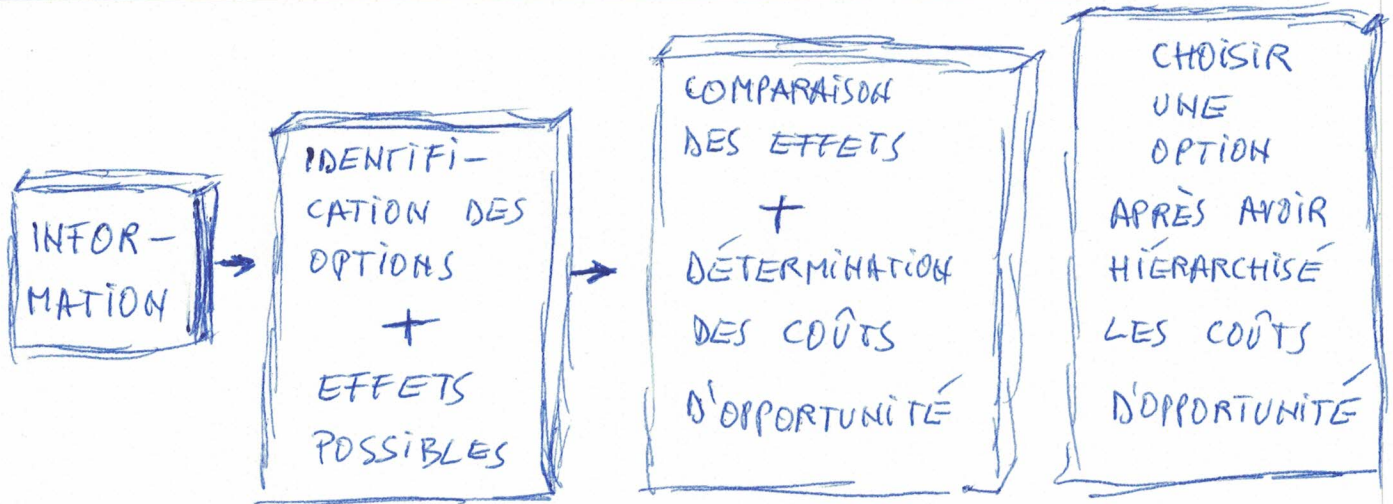 INFOR-
MATION
IDENTIFI-
CATION DES
OPTIONS
+
EFFETS
POSSIBLES
COMPARAISON
DES EFFETS
+
DÉTERMINATION
DES COÛTS
D'OPPORTUNITÉ
CHOISIR
UNE
OPTION
APRÈS AVOIR
HIÉRARCHISÉ
LES COÛTS
D'OPPORTUNITÉ